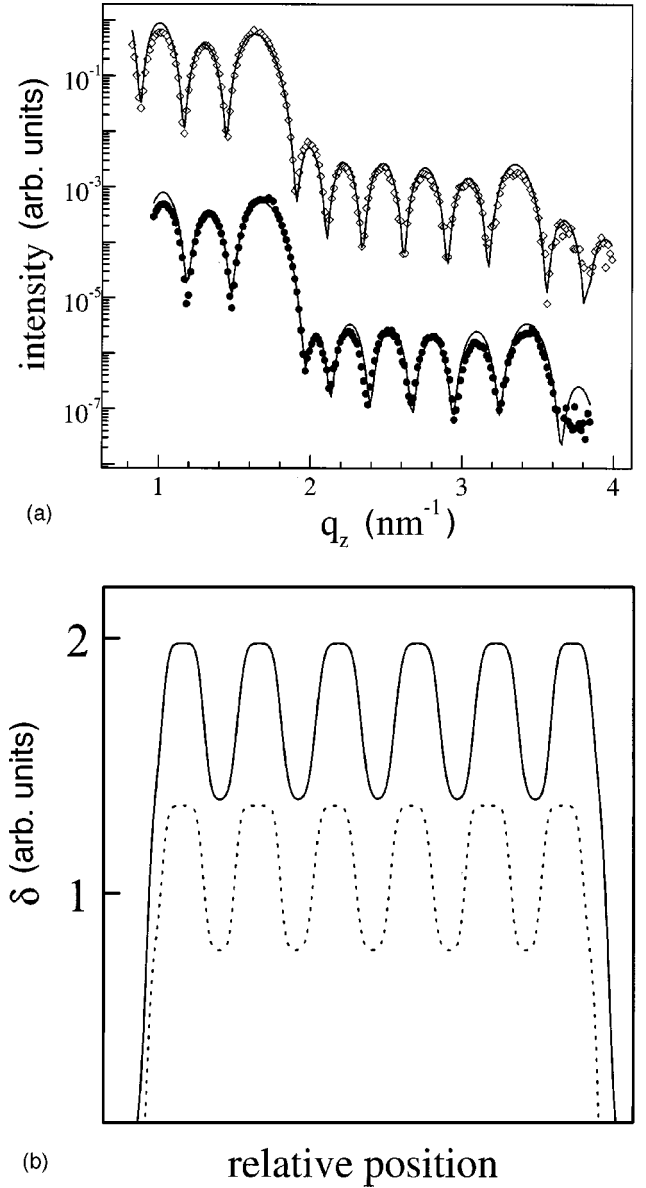 intensity (arb. units)
10⁻¹
10⁻³
10⁻⁵
10⁻⁷
1 2 3 4
q_z (nm⁻¹)
(a)
δ (arb. units)
2
1
relative position
(b)